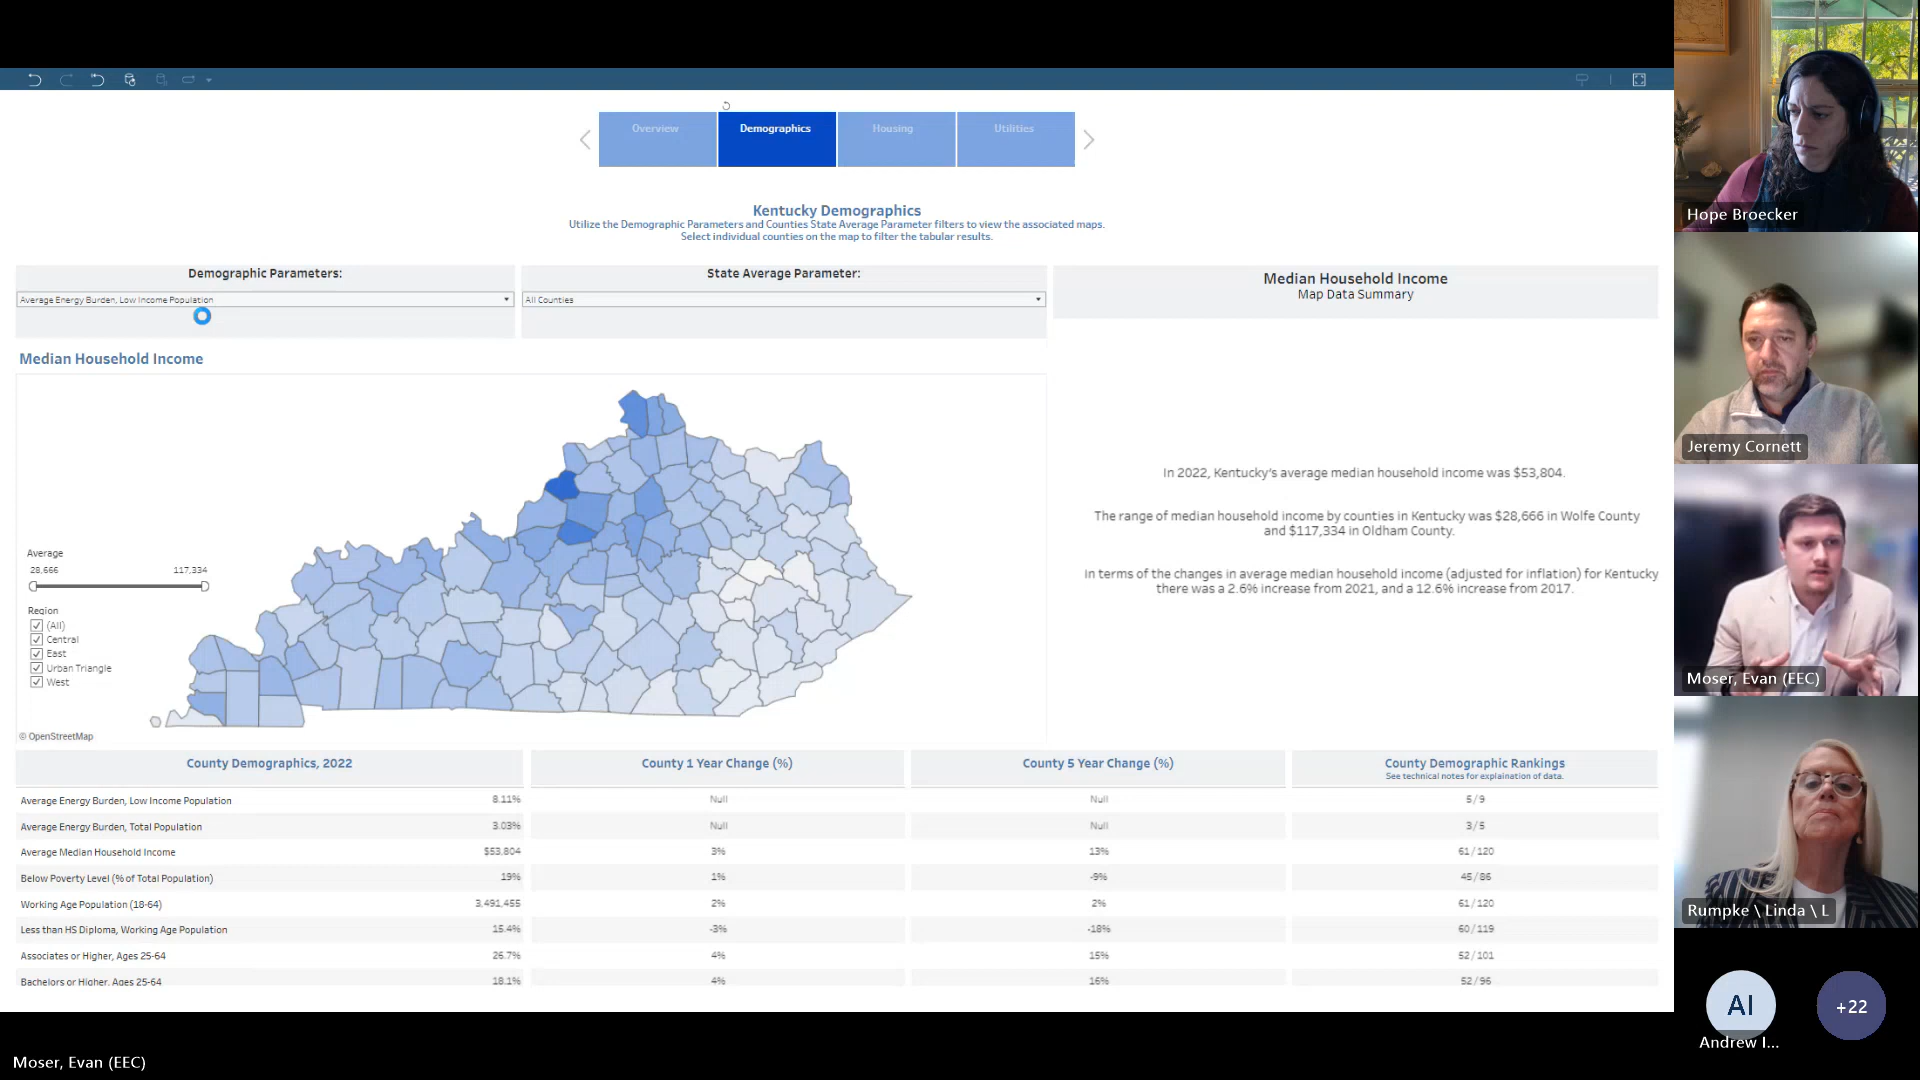 Overview
Demographics
Housing
Utilities
Kentucky Demographics
Utilize the Demographic Parameters and Counties State Average Parameter filters to view the associated maps.
Select individual counties on the map to filter the tabular results.
Demographic Parameters:
Average Energy Burden, Low Income Population
State Average Parameter:
All Counties
Median Household Income
Map Data Summary
Median Household Income
Average
28,666 117,334
Region
(All)
Central
East
Urban Triangle
West
© OpenStreetMap
In 2022, Kentucky's average median household income was $53,804.
The range of median household income by counties in Kentucky was $28,666 in Wolfe County
and $117,334 in Oldham County.
In terms of the changes in average median household income (adjusted for inflation) for Kentucky
there was a 2.6% increase from 2021, and a 12.6% increase from 2017.
County Demographics, 2022 County 1 Year Change (%) County 5 Year Change (%) County Demographic Rankings
See technical notes for explaination of data.
Average Energy Burden, Low Income Population 8.11% Null Null 5/9
Average Energy Burden, Total Population 3.03% Null Null 3/5
Average Median Household Income $53,804 3% 13% 61/120
Below Poverty Level (% of Total Population) 19% 1% -9% 45/86
Working Age Population (18-64) 3,491,455 2% 2% 61/120
Less than HS Diploma, Working Age Population 15.4% -3% -18% 60/119
Associates or Higher, Ages 25-64 26.7% 4% 15% 52/101
Bachelors or Higher, Ages 25-64 18.1% 4% 16% 52/96
Hope Broecker
Jeremy Cornett
Moser, Evan (EEC)
Rumpke \ Linda \ L
AI
Andrew I...
+22
Moser, Evan (EEC)